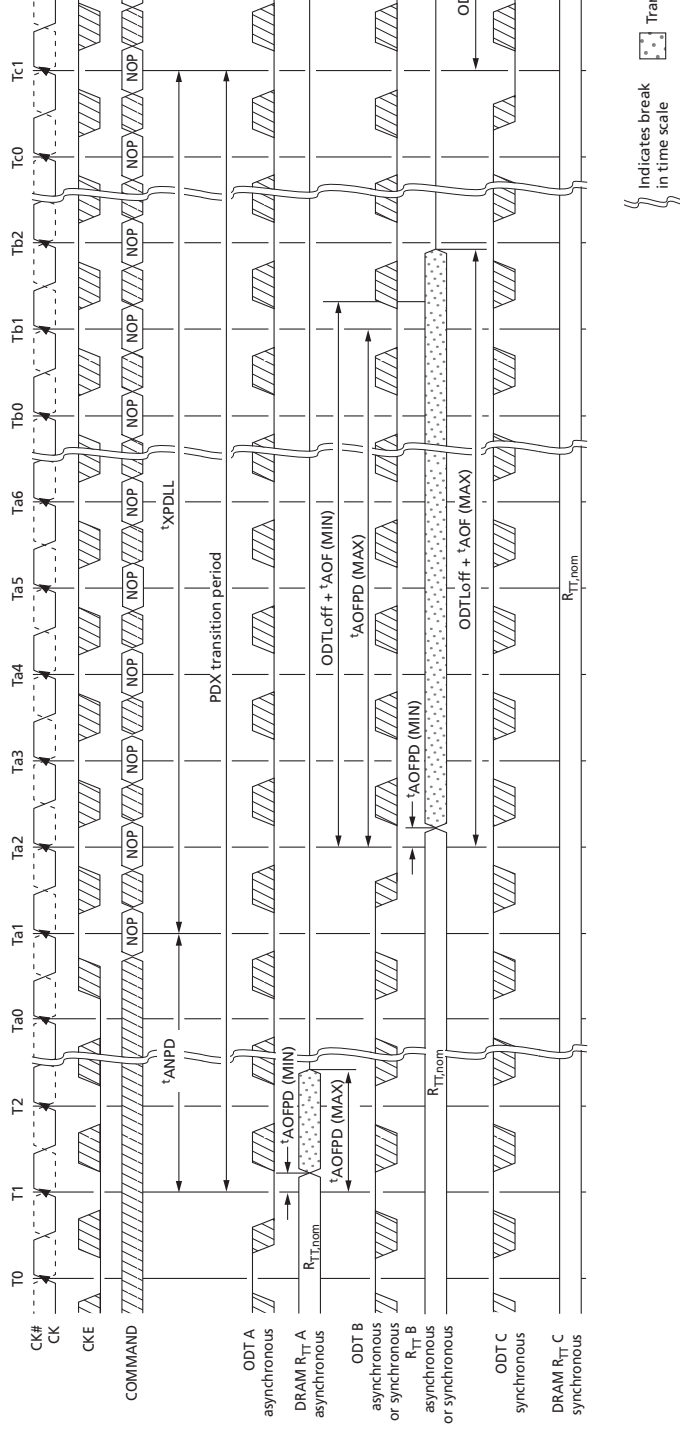 T0 T1 T2 Ta0 Ta1 Ta2 Ta3 Ta4 Ta5 Ta6 Tb0 Tb1 Tb2 Tc0 Tc1
CK#
CK
CKE
COMMAND
NOP NOP NOP NOP NOP NOP NOP NOP NOP NOP NOP
tANPD
tXPDLL
PDX transition period
ODT A
asynchronous
tAOFPD (MIN)
DRAM RTT A
asynchronous
RTT,nom
tAOFPD (MAX)
ODTLoff + tAOF (MIN)
tAOFPD (MAX)
ODT B
asynchronous
or synchronous
tAOFPD (MIN)
RTT B
asynchronous
or synchronous
RTT,nom
ODTLoff + tAOF (MAX)
ODT C
synchronous
DRAM RTT C
synchronous
RTT,nom
Indicates break
in time scale